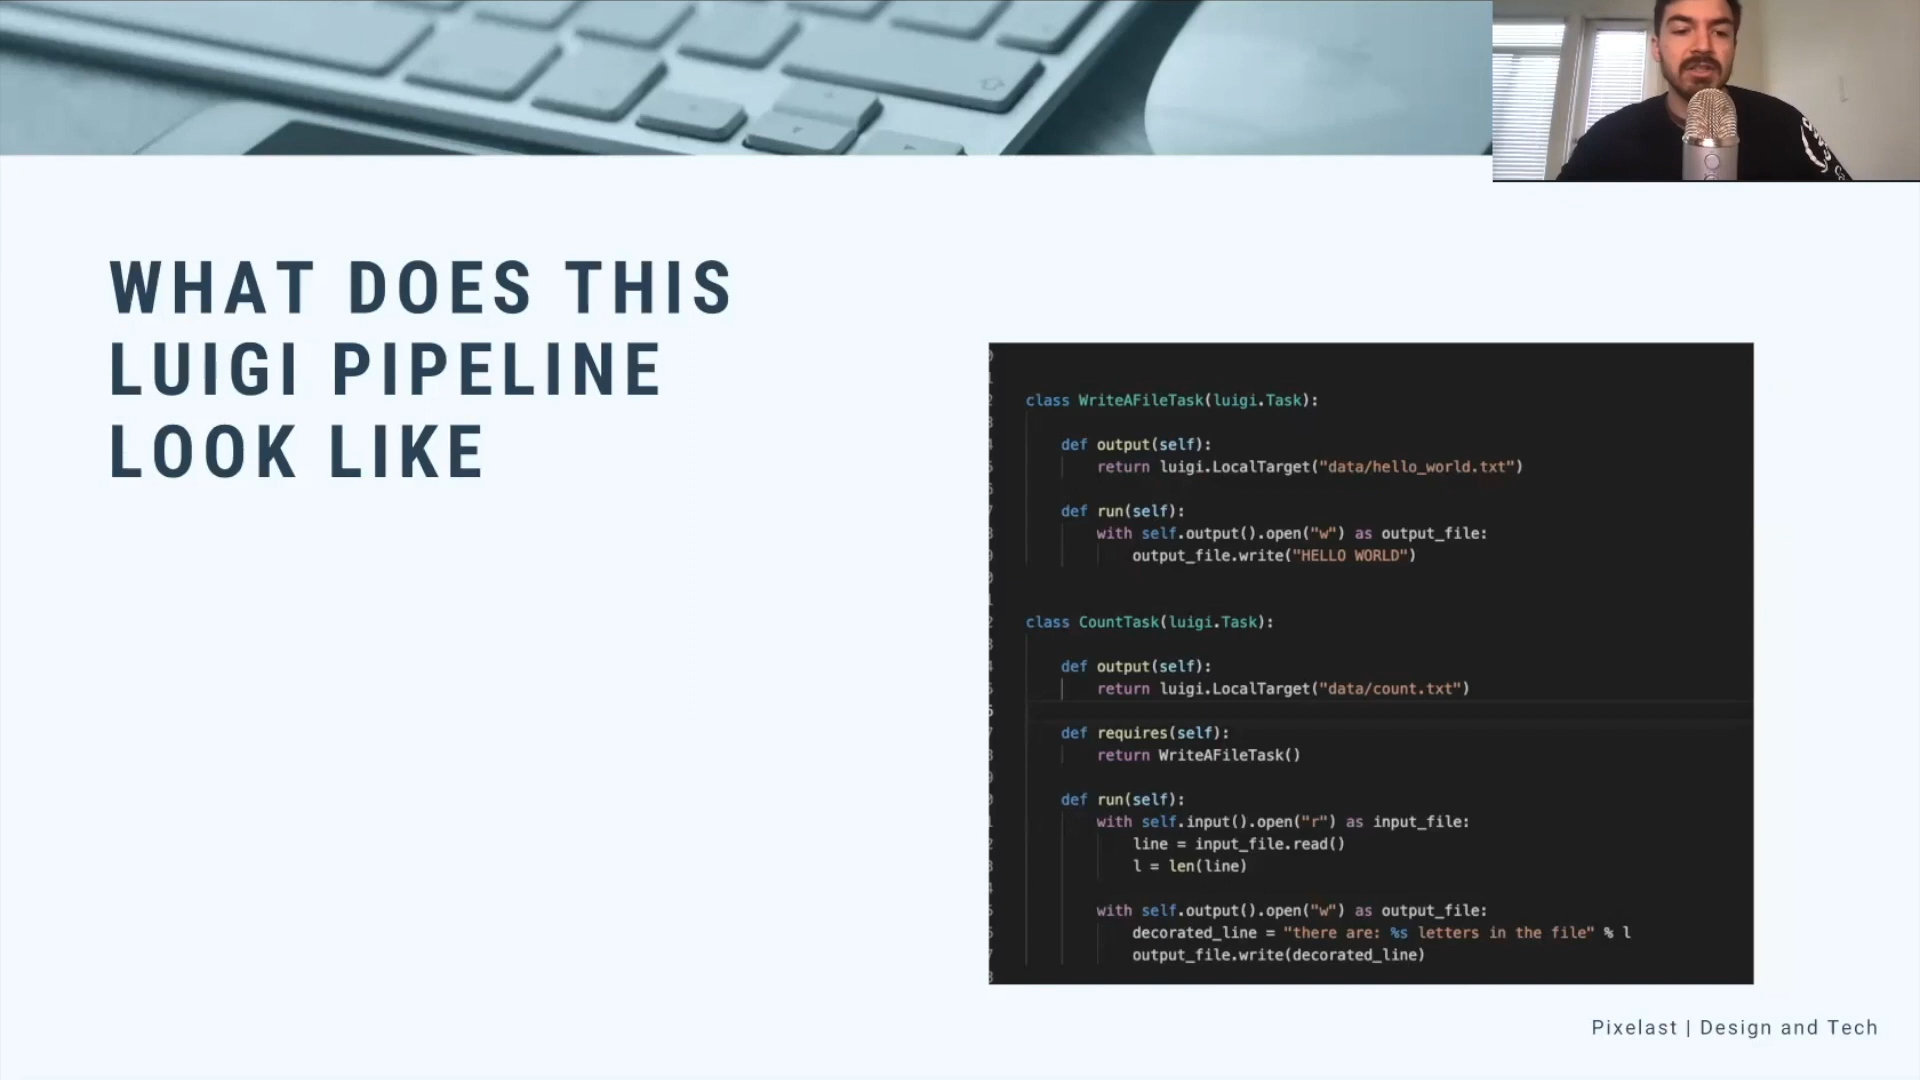 WHAT DOES THIS
LUIGI PIPELINE
LOOK LIKE
class WriteAFileTask(luigi.Task):
def output(self):
return luigi.LocalTarget("data/hello_world.txt")
def run(self):
with self.output().open("w") as output_file:
output_file.write("HELLO WORLD")
class CountTask(luigi.Task):
def output(self):
return luigi.LocalTarget("data/count.txt")
def requires(self):
return WriteAFileTask()
def run(self):
with self.input().open("r") as input_file:
line = input_file.read()
l = len(line)
with self.output().open("w") as output_file:
decorated_line = "there are: %s letters in the file" % l
output_file.write(decorated_line)
Pixelast | Design and Tech